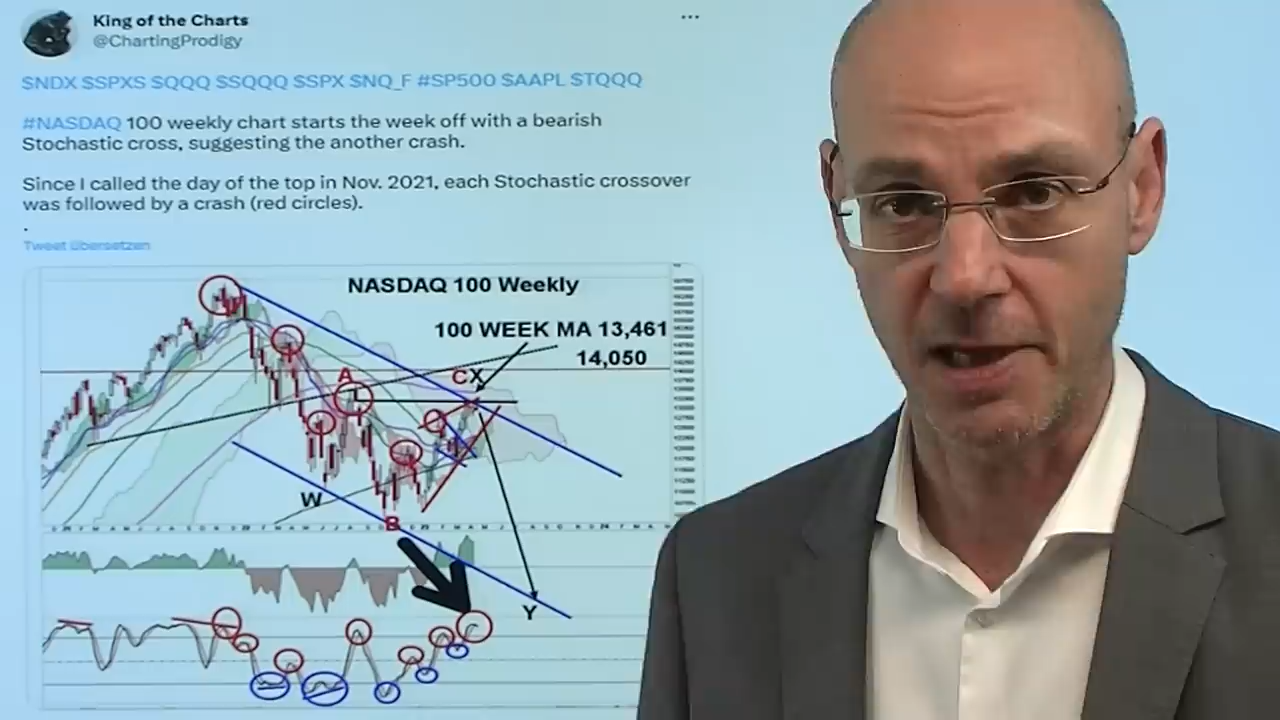 King of the Charts
@ChartingProdigy
...
$NDX $SPXS $QQQ $SQQQ $SPX $NQ_F #SP500 $AAPL $TQQQ
#NASDAQ 100 weekly chart starts the week off with a bearish
Stochastic cross, suggesting the another crash.
Since I called the day of the top in Nov. 2021, each Stochastic crossover
was followed by a crash (red circles).
.
Tweet übersetzen
NASDAQ 100 Weekly
100 WEEK MA 13,461
14,050
A
C X
W
B
Y